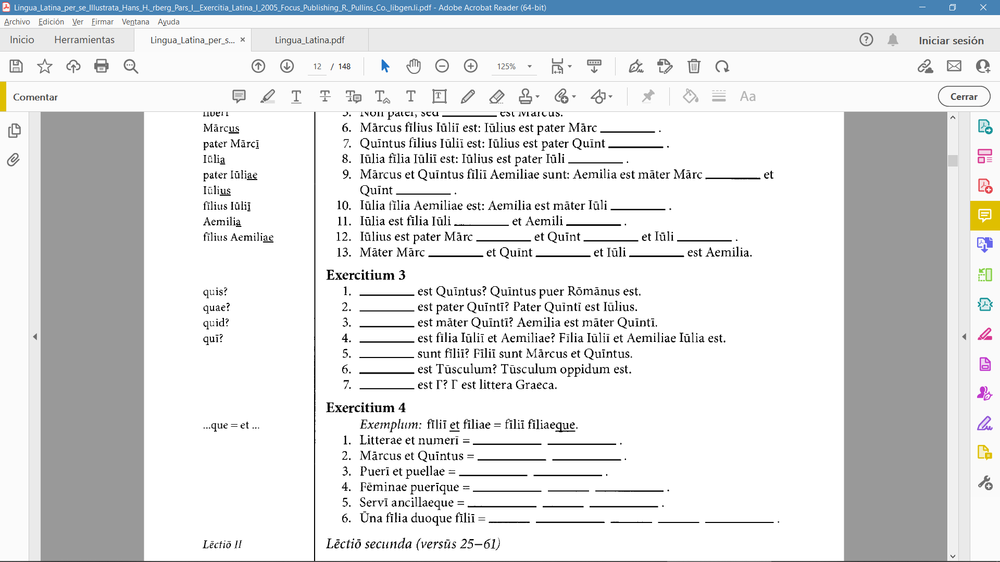 Lingua_Latina_per_se_Illustrata_Hans_H._rberg_Pars_I__Exercitia_Latina_I_2005_Focus_Publishing_R._Pullins_Co._libgen.li.pdf - Adobe Acrobat Reader (64-bit)
Archivo Edición Ver Firmar Ventana Ayuda
Inicio Herramientas Lingua_Latina_per_s... × Lingua_Latina.pdf Iniciar sesión
12 / 148 125%
Comentar Cerrar
līberī
Mārcus
pater Mārcī
Iūlia
pater Iūliae
Iūlius
fīlius Iūliī
Aemilia
fīlius Aemiliae
5. Nōn pater, sed ________ est Mārcus.
6. Mārcus fīlius Iūliī est: Iūlius est pater Mārc ________ .
7. Quīntus fīlius Iūliī est: Iūlius est pater Quīnt ________ .
8. Iūlia fīlia Iūliī est: Iūlius est pater Iūli ________ .
9. Mārcus et Quīntus fīliī Aemiliae sunt: Aemilia est māter Mārc ________ et
Quīnt ________ .
10. Iūlia fīlia Aemiliae est: Aemilia est māter Iūli ________ .
11. Iūlia est fīlia Iūli ________ et Aemili ________ .
12. Iūlius est pater Mārc ________ et Quīnt ________ et Iūli ________ .
13. Māter Mārc ________ et Quīnt ________ et Iūli ________ est Aemilia.
Exercitium 3
quis?
quae?
quid?
quī?
1. ________ est Quīntus? Quīntus puer Rōmānus est.
2. ________ est pater Quīntī? Pater Quīntī est Iūlius.
3. ________ est māter Quīntī? Aemilia est māter Quīntī.
4. ________ est fīlia Iūliī et Aemiliae? Fīlia Iūliī et Aemiliae Iūlia est.
5. ________ sunt fīliī? Fīliī sunt Mārcus et Quīntus.
6. ________ est Tūsculum? Tūsculum oppidum est.
7. ________ est Γ? Γ est littera Graeca.
Exercitium 4
...que = et ...
Exemplum: fīliī et fīliae = fīliī fīliaeque.
1. Litterae et numerī = ________ ________ .
2. Mārcus et Quīntus = ________ ________ .
3. Puerī et puellae = ________ ________ .
4. Fēminae puerīque = ________ ____ ________ .
5. Servī ancillaeque = ________ ____ ________ .
6. Ūna fīlia duoque fīliī = ____ ________ ____ ____ ________ .
Lēctiō II
Lēctiō secunda (versūs 25–61)